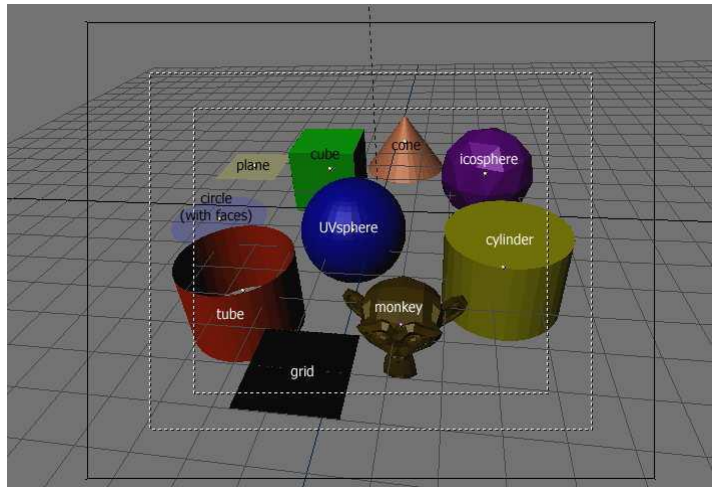 cone
cube
icosphere
plane
circle
(with faces)
UVsphere
cylinder
monkey
tube
grid